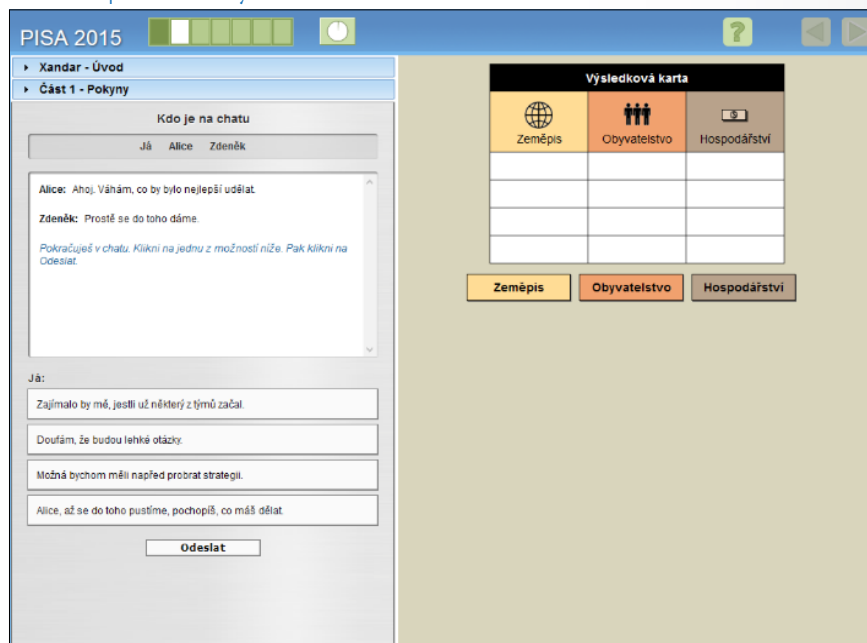 PISA 2015
?
Xandar - Úvod
Část 1 - Pokyny
Kdo je na chatu
Já Alice Zdeněk
Alice: Ahoj. Váhám, co by bylo nejlepší udělat.
Zdeněk: Prostě se do toho dáme.
Pokračuješ v chatu. Klikni na jednu z možností níže. Pak klikni na
Odeslat.
Já:
Zajímalo by mě, jestli už některý z týmů začal.
Doufám, že budou lehké otázky.
Možná bychom měli napřed probrat strategii.
Alice, až se do toho pustíme, pochopíš, co máš dělat.
Odeslat
Výsledková karta
Zeměpis Obyvatelstvo Hospodářství
Zeměpis Obyvatelstvo Hospodářství